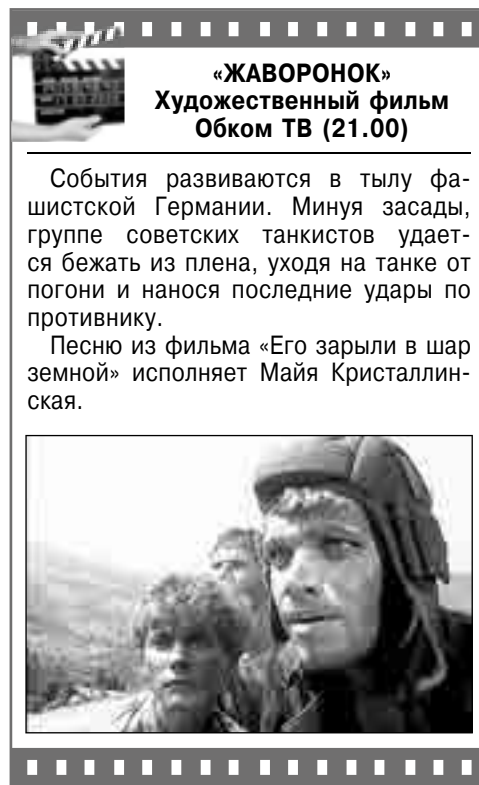 «ЖАВОРОНОК»
Художественный фильм
Обком ТВ (21.00)
События развиваются в тылу фа-
шистской Германии. Минуя засады,
группе советских танкистов удает-
ся бежать из плена, уходя на танке от
погони и нанося последние удары по
противнику.
Песню из фильма «Его зарыли в шар
земной» исполняет Майя Кристаллин-
ская.